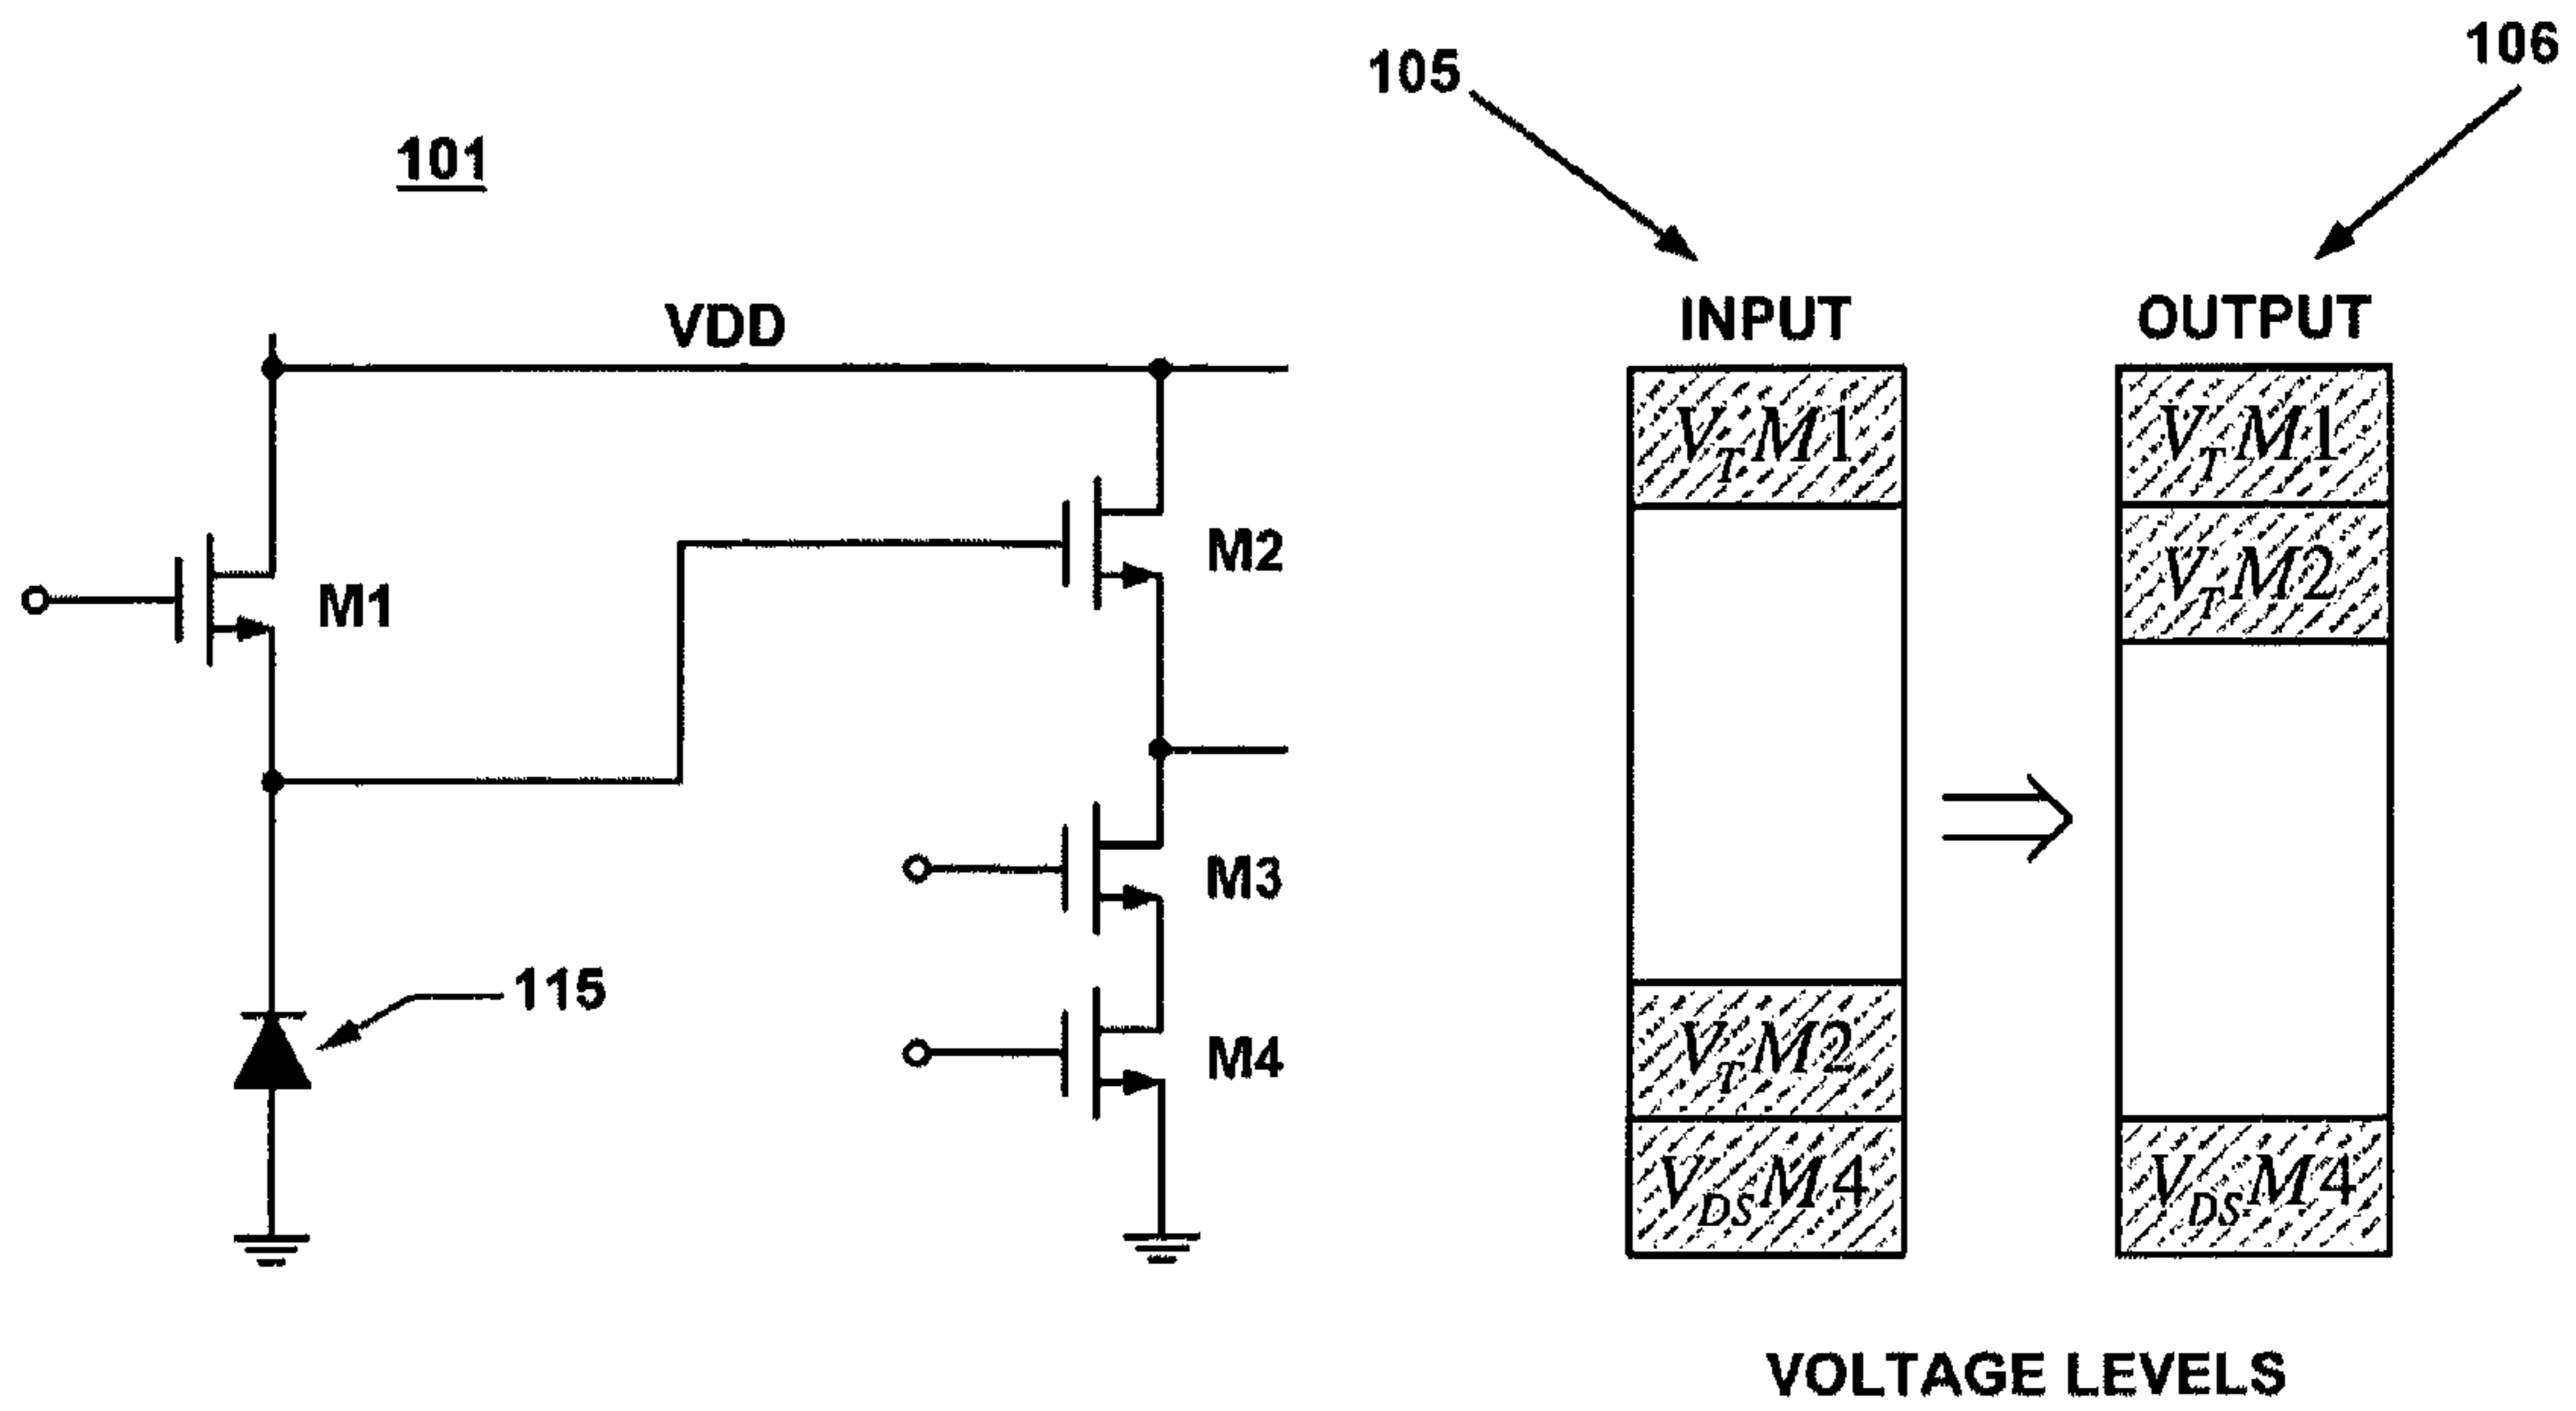 106
105
101
INPUT
OUTPUT
VDD
V_T M1
V_T M1
M2
V_T M2
M1
M3
115
M4
V_T M2
V_DS M4
V_DS M4
VOLTAGE LEVELS